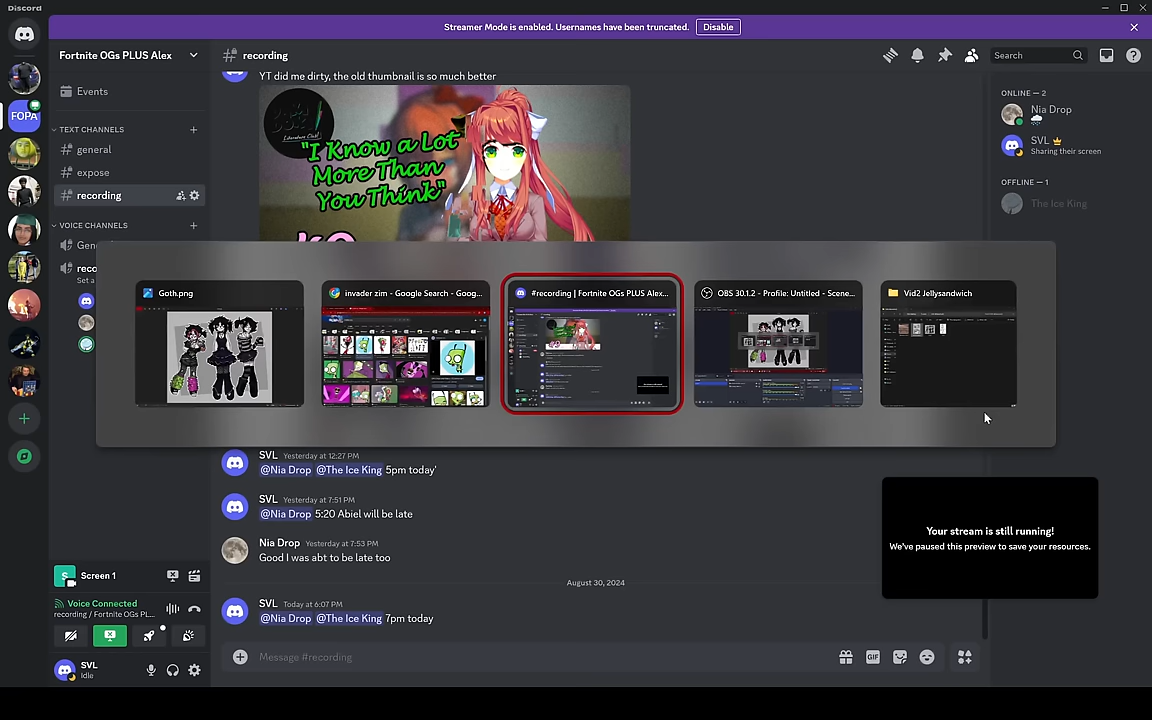 Discord
Streamer Mode is enabled. Usernames have been truncated. Disable
Fortnite OGs PLUS Alex
recording
Search
Events
TEXT CHANNELS
general
expose
recording
VOICE CHANNELS
FOPA
YT did me dirty, the old thumbnail is so much better
Literature Club!
"I Know a Lot
More Than
You Think"
ONLINE — 2
Nia Drop
SVL
Sharing their screen
OFFLINE — 1
The Ice King
Goth.png
invader zim - Google Search - Goog...
#recording | Fortnite OGs PLUS Alex...
OBS 30.1.2 - Profile: Untitled - Scene...
Vid2 Jellysandwich
SVL Yesterday at 12:27 PM
@Nia Drop @The Ice King 5pm today'
SVL Yesterday at 7:51 PM
@Nia Drop 5:20 Abiel will be late
Nia Drop Yesterday at 7:53 PM
Good I was abt to be late too
August 30, 2024
SVL Today at 6:07 PM
@Nia Drop @The Ice King 7pm today
Message #recording
GIF
Your stream is still running!
We've paused this preview to save your resources.
Screen 1
Voice Connected
recording / Fortnite OGs PL...
SVL
Idle